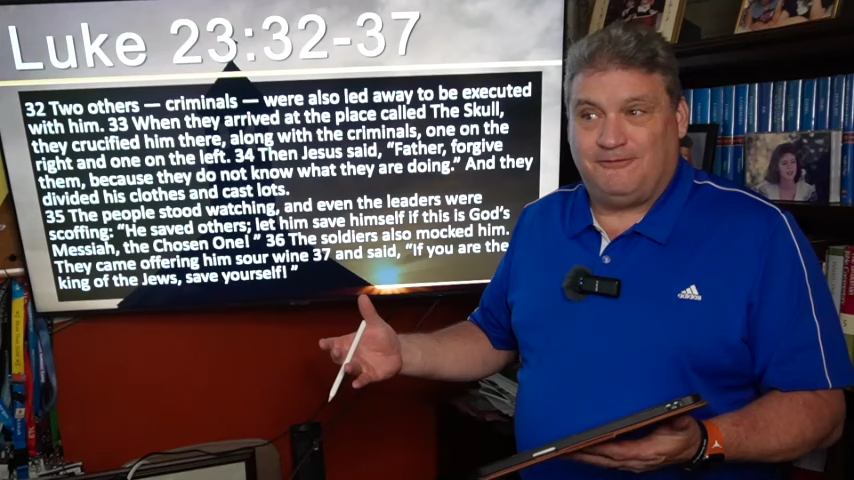 Luke 23:32-37
32 Two others — criminals — were also led away to be executed
with him. 33 When they arrived at the place called The Skull,
they crucified him there, along with the criminals, one on the
right and one on the left. 34 Then Jesus said, “Father, forgive
them, because they do not know what they are doing.” And they
divided his clothes and cast lots.
35 The people stood watching, and even the leaders were
scoffing: “He saved others; let him save himself if this is God’s
Messiah, the Chosen One! ” 36 The soldiers also mocked him.
They came offering him sour wine 37 and said, “If you are the
king of the Jews, save yourself! ”
adidas